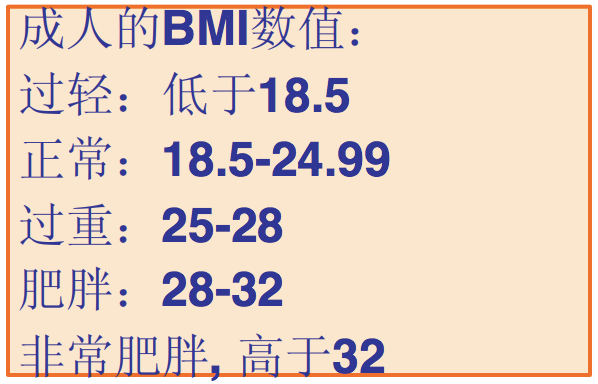 成人的BMI数值：
过轻：低于18.5
正常：18.5-24.99
过重：25-28
肥胖：28-32
非常肥胖, 高于32